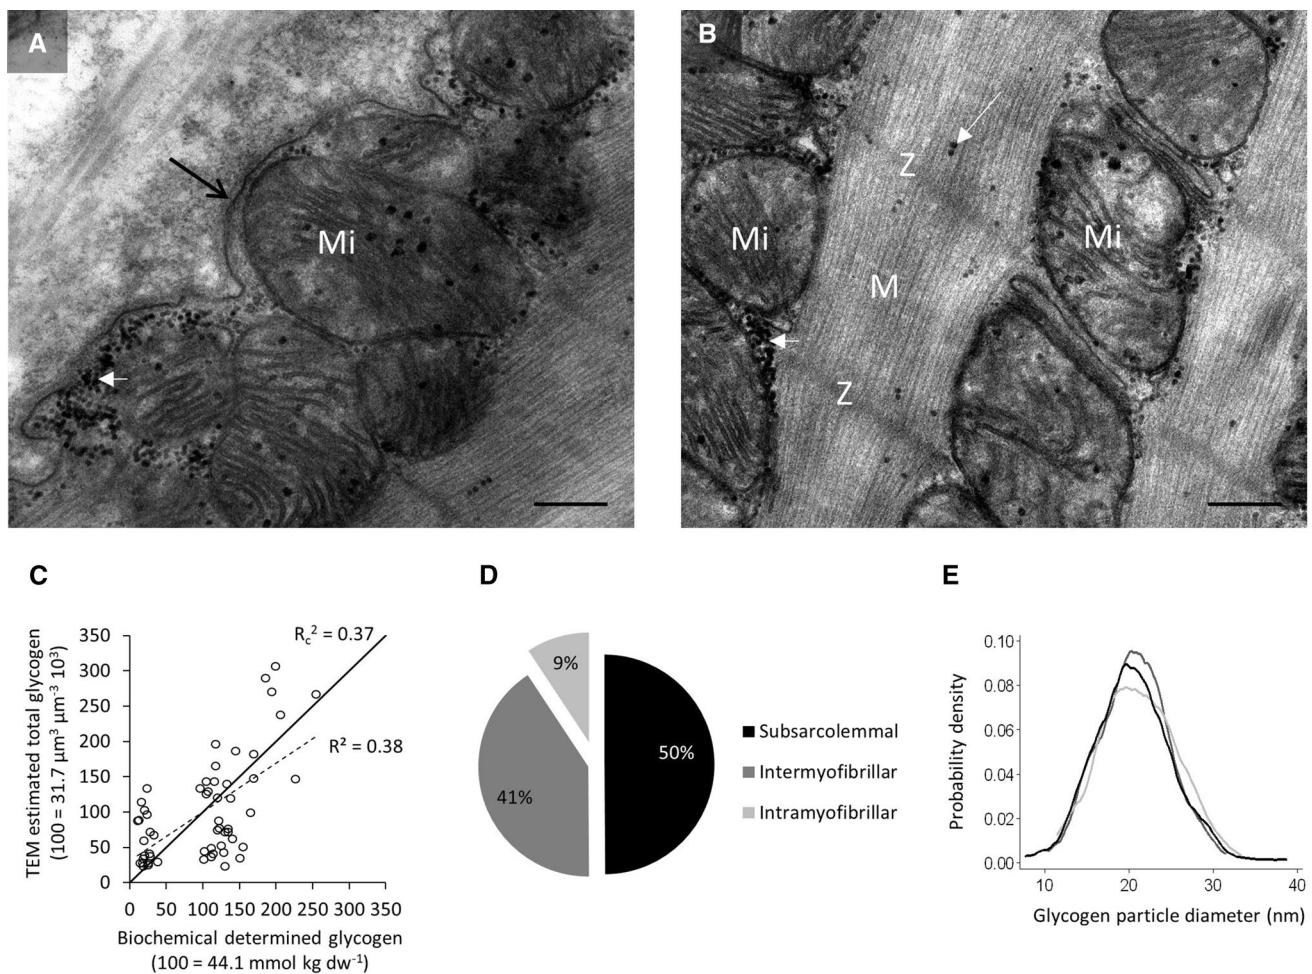 A
Mi
B
Z
Mi
Mi
M
Z
C
TEM estimated total glycogen
(100 = 31.7 µm³ µm⁻³ 10³)
350
300
250
200
150
100
50
0
R_c² = 0.37
R² = 0.38
0 50 100 150 200 250 300 350
Biochemical determined glycogen
(100 = 44.1 mmol kg dw⁻¹)
D
9%
50%
41%
Subsarcolemmal
Intermyofibrillar
Intramyofibrillar
E
Probability density
0.10
0.08
0.06
0.04
0.02
0.00
10 20 30 40
Glycogen particle diameter (nm)